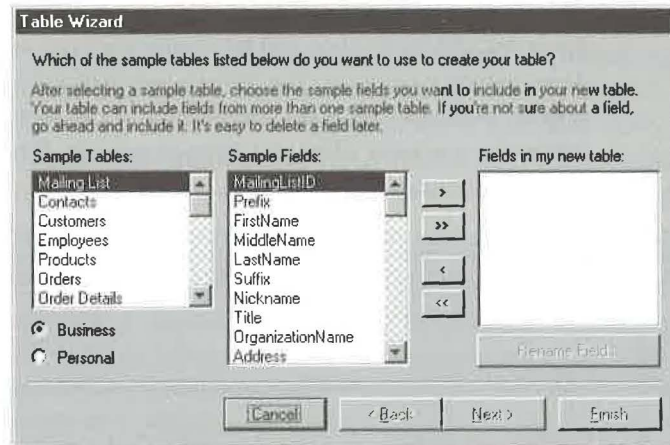 Table Wizard
Which of the sample tables listed below do you want to use to create your table?
After selecting a sample table, choose the sample fields you want to include in your new table.
Your table can include fields from more than one sample table. If you're not sure about a field,
go ahead and include it. It's easy to delete a field later.
Sample Tables:
Mailing List
Contacts
Customers
Employees
Products
Orders
Order Details
Business
Personal
Sample Fields:
MailingListID
Prefix
FirstName
MiddleName
LastName
Suffix
Nickname
Title
OrganizationName
Address
>
>>
<
<<
Fields in my new table:
Rename Field...
Cancel
< Back
Next >
Finish